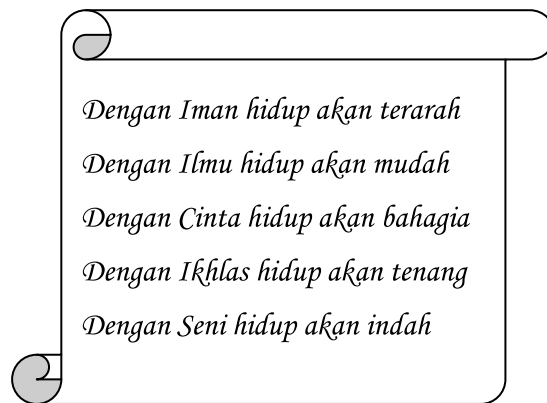 Dengan Iman hidup akan terarah
Dengan Ilmu hidup akan mudah
Dengan Cinta hidup akan bahagia
Dengan Ikhlas hidup akan tenang
Dengan Seni hidup akan indah